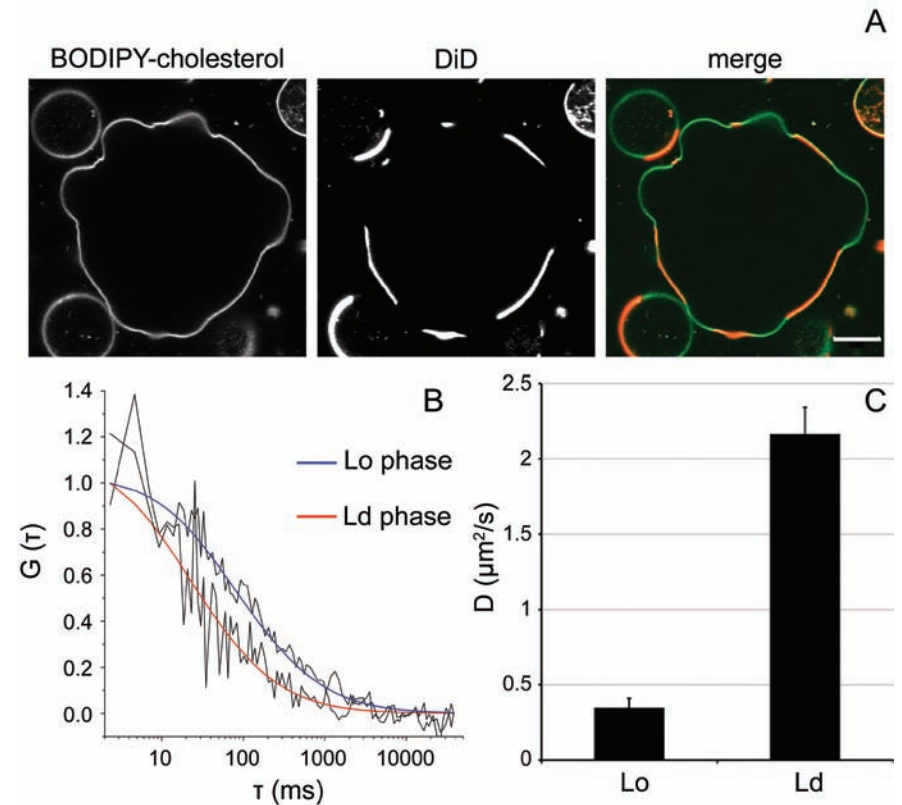 A
BODIPY-cholesterol
DiD
merge
B
1.4
1.2
1.0
0.8
0.6
0.4
0.2
0.0
G (τ)
Lo phase
Ld phase
10
100
1000
10000
τ (ms)
C
2.5
2
1.5
1
0.5
0
D (µm²/s)
Lo
Ld